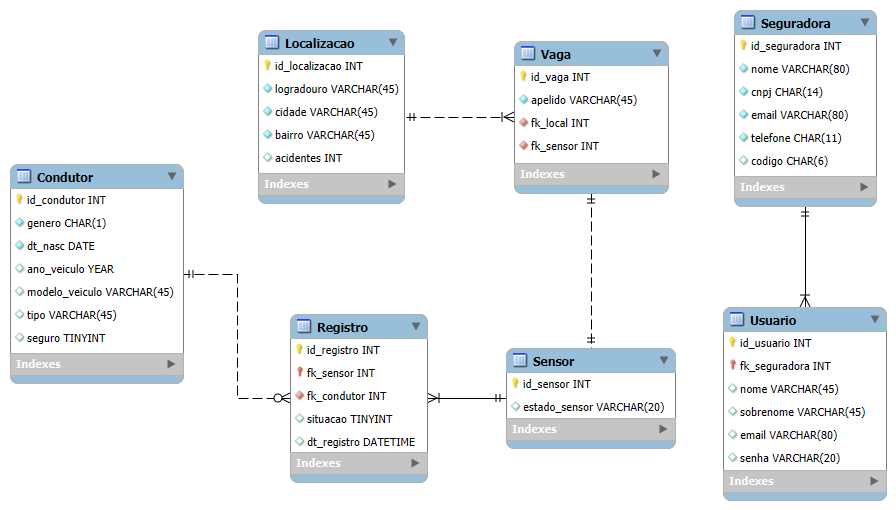 Localizacao
id_localizacao INT
logradouro VARCHAR(45)
cidade VARCHAR(45)
bairro VARCHAR(45)
acidentes INT
Indexes
Vaga
id_vaga INT
apelido VARCHAR(45)
fk_local INT
fk_sensor INT
Indexes
Seguradora
id_seguradora INT
nome VARCHAR(80)
cnpj CHAR(14)
email VARCHAR(80)
telefone CHAR(11)
codigo CHAR(6)
Indexes
Condutor
id_condutor INT
genero CHAR(1)
dt_nasc DATE
ano_veiculo YEAR
modelo_veiculo VARCHAR(45)
tipo VARCHAR(45)
seguro TINYINT
Indexes
Registro
id_registro INT
fk_sensor INT
fk_condutor INT
situacao TINYINT
dt_registro DATETIME
Indexes
Sensor
id_sensor INT
estado_sensor VARCHAR(20)
Indexes
Usuario
id_usuario INT
fk_seguradora INT
nome VARCHAR(45)
sobrenome VARCHAR(45)
email VARCHAR(80)
senha VARCHAR(20)
Indexes